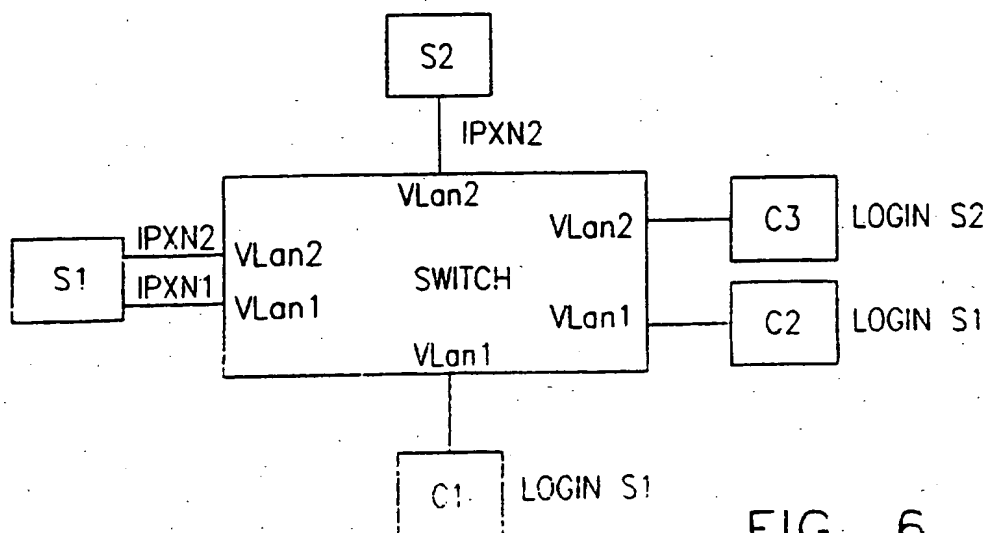 S2
IPXN2
VLan2
VLan2
C3
LOGIN S2
IPXN2
S1
VLan2
SWITCH
IPXN1
VLan1
VLan1
C2
LOGIN S1
VLan1
C1
LOGIN S1
FIG. 6